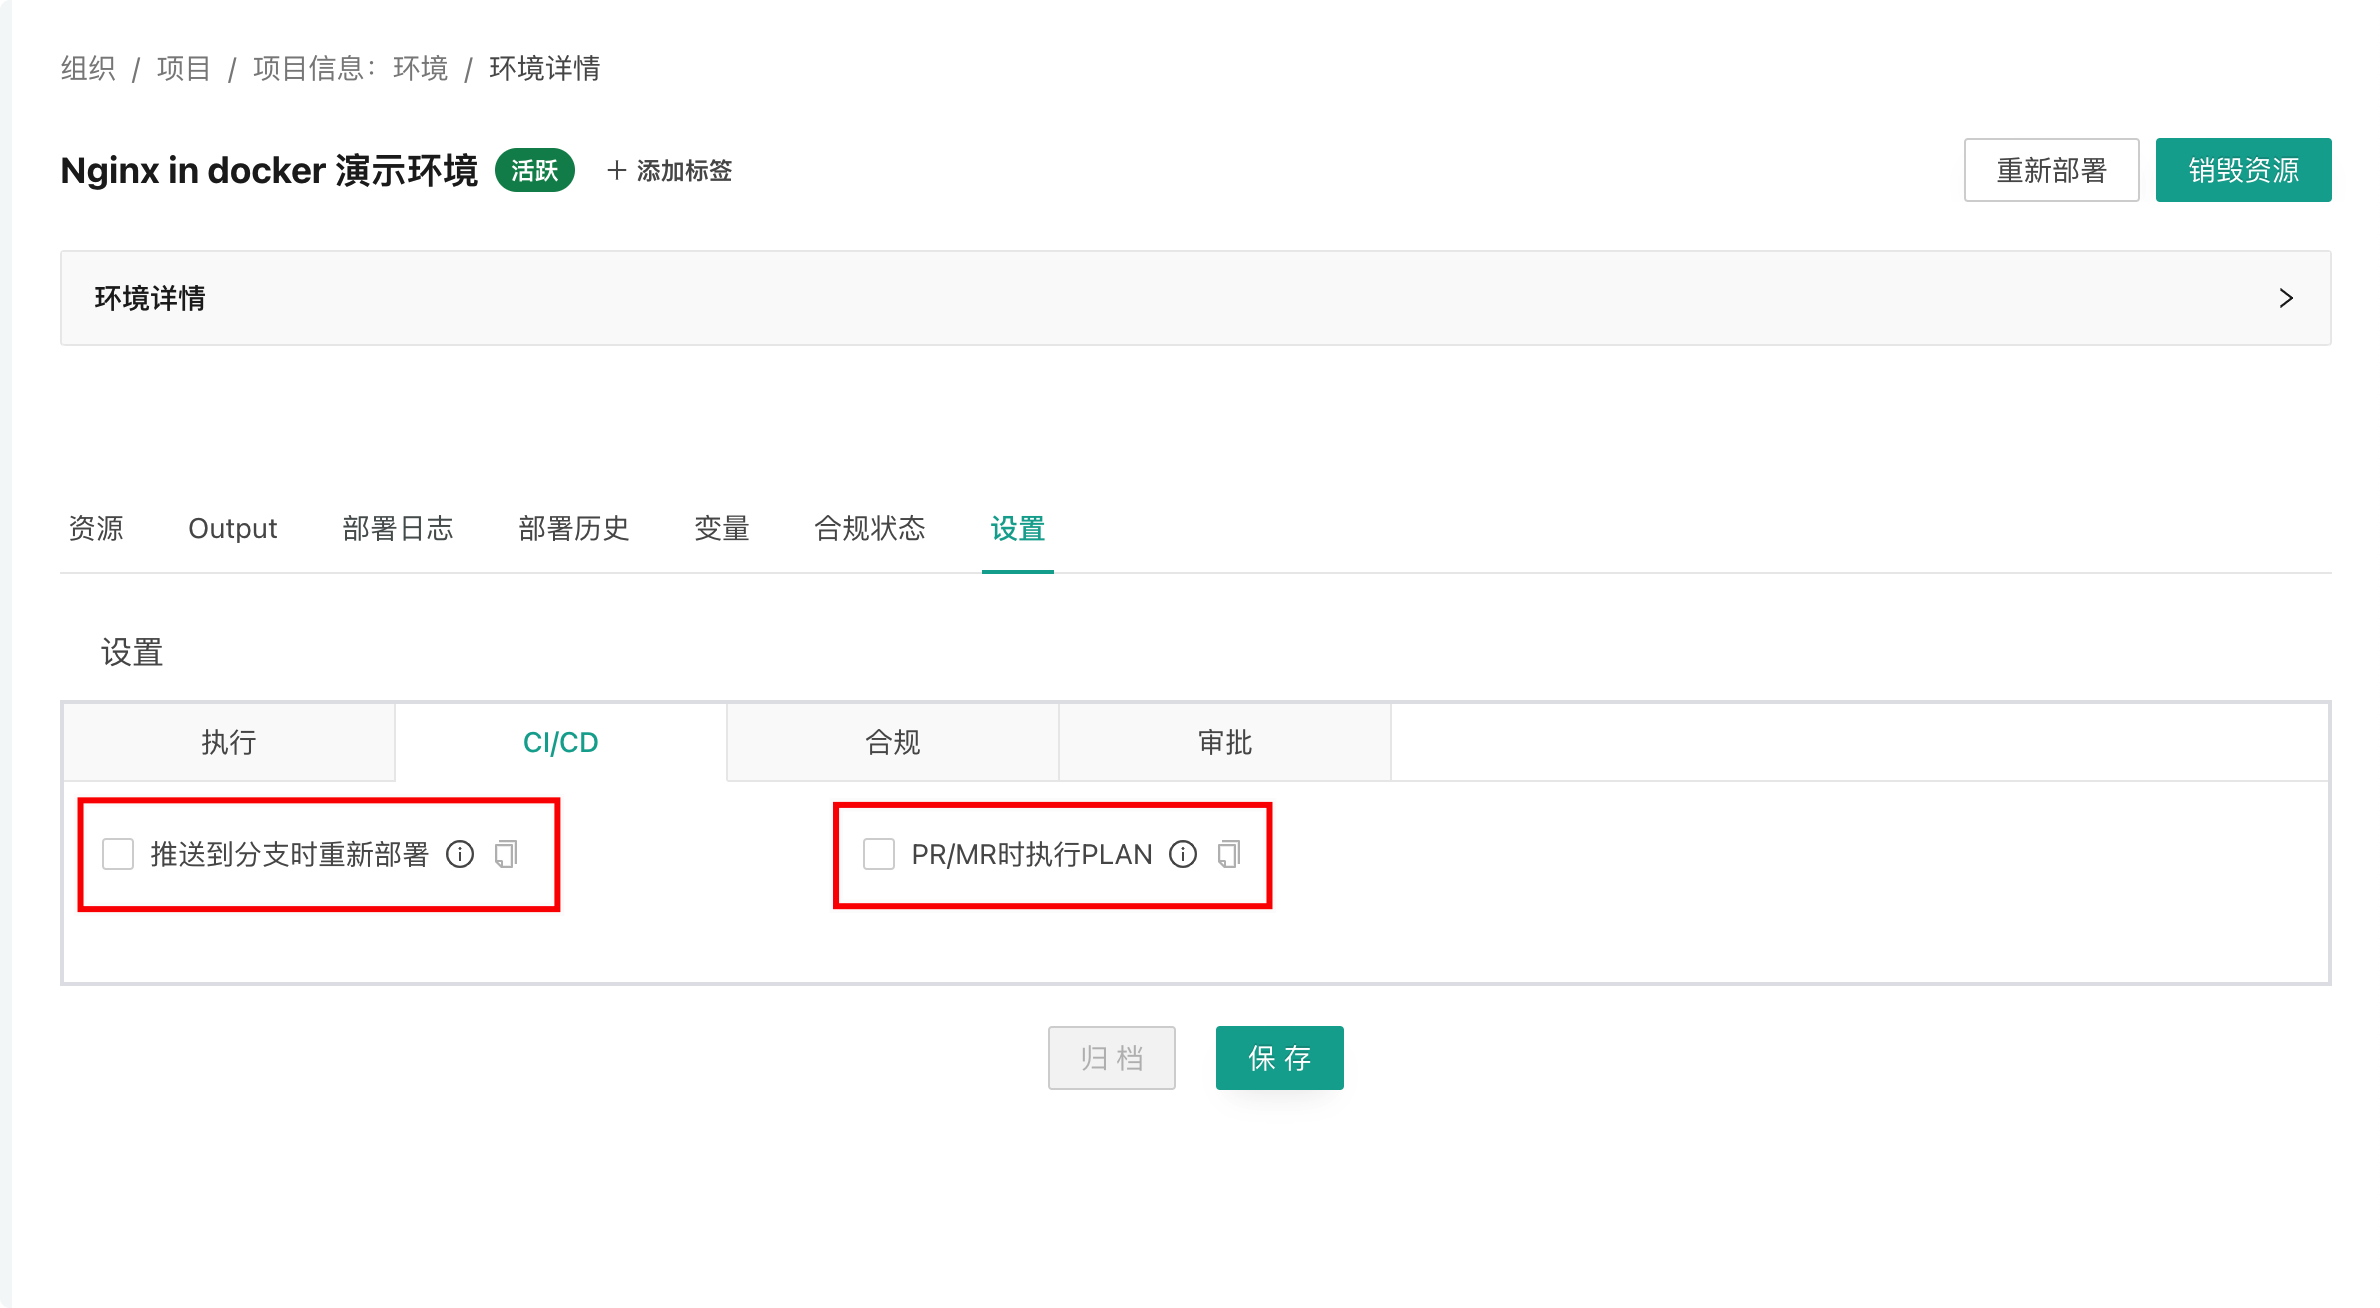 组织 / 项目 / 项目信息：环境 / 环境详情
Nginx in docker 演示环境 活跃 + 添加标签 重新部署 销毁资源
环境详情
资源 Output 部署日志 部署历史 变量 合规状态 设置
设置
执行 CI/CD 合规 审批
推送到分支时重新部署 PR/MR时执行PLAN
归 档 保 存